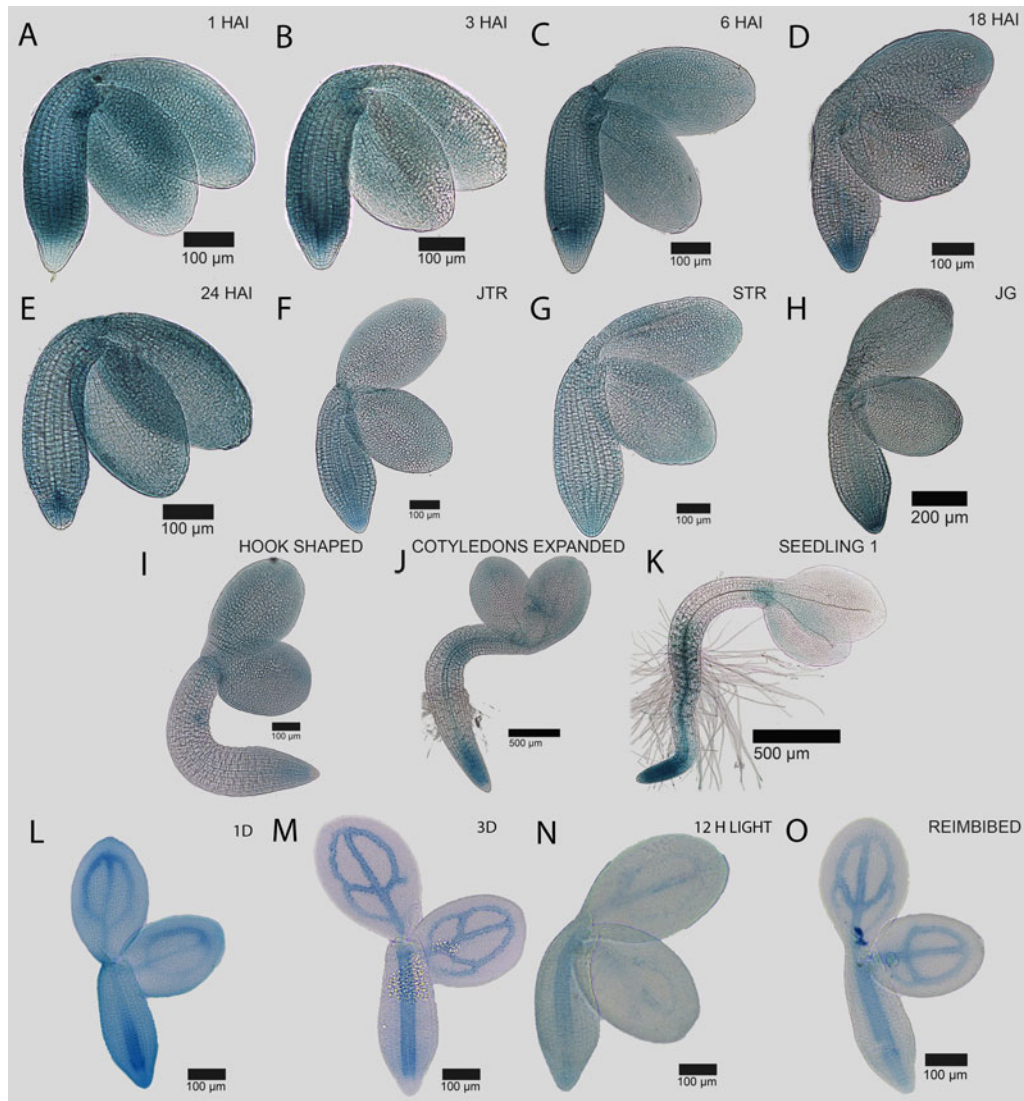 A 1 HAI B 3 HAI C 6 HAI D 18 HAI
100 µm 100 µm 100 µm 100 µm
E 24 HAI F JTR G STR H JG
100 µm 100 µm 100 µm 200 µm
I HOOK SHAPED J COTYLEDONS EXPANDED K SEEDLING 1
100 µm 500 µm 500 µm
L 1D M 3D N 12 H LIGHT O REIMBIBED
100 µm 100 µm 100 µm 100 µm